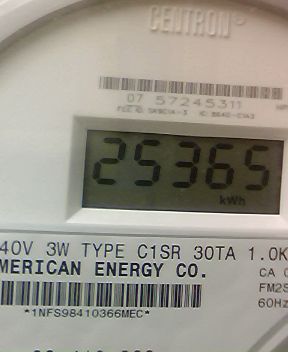 CENTRON®
07 57245311
25365
kWh
40V 3W TYPE C1SR 30TA 1.0K
MERICAN ENERGY CO.
CA 0
FM2S
60Hz
*1NFS98410366MEC*